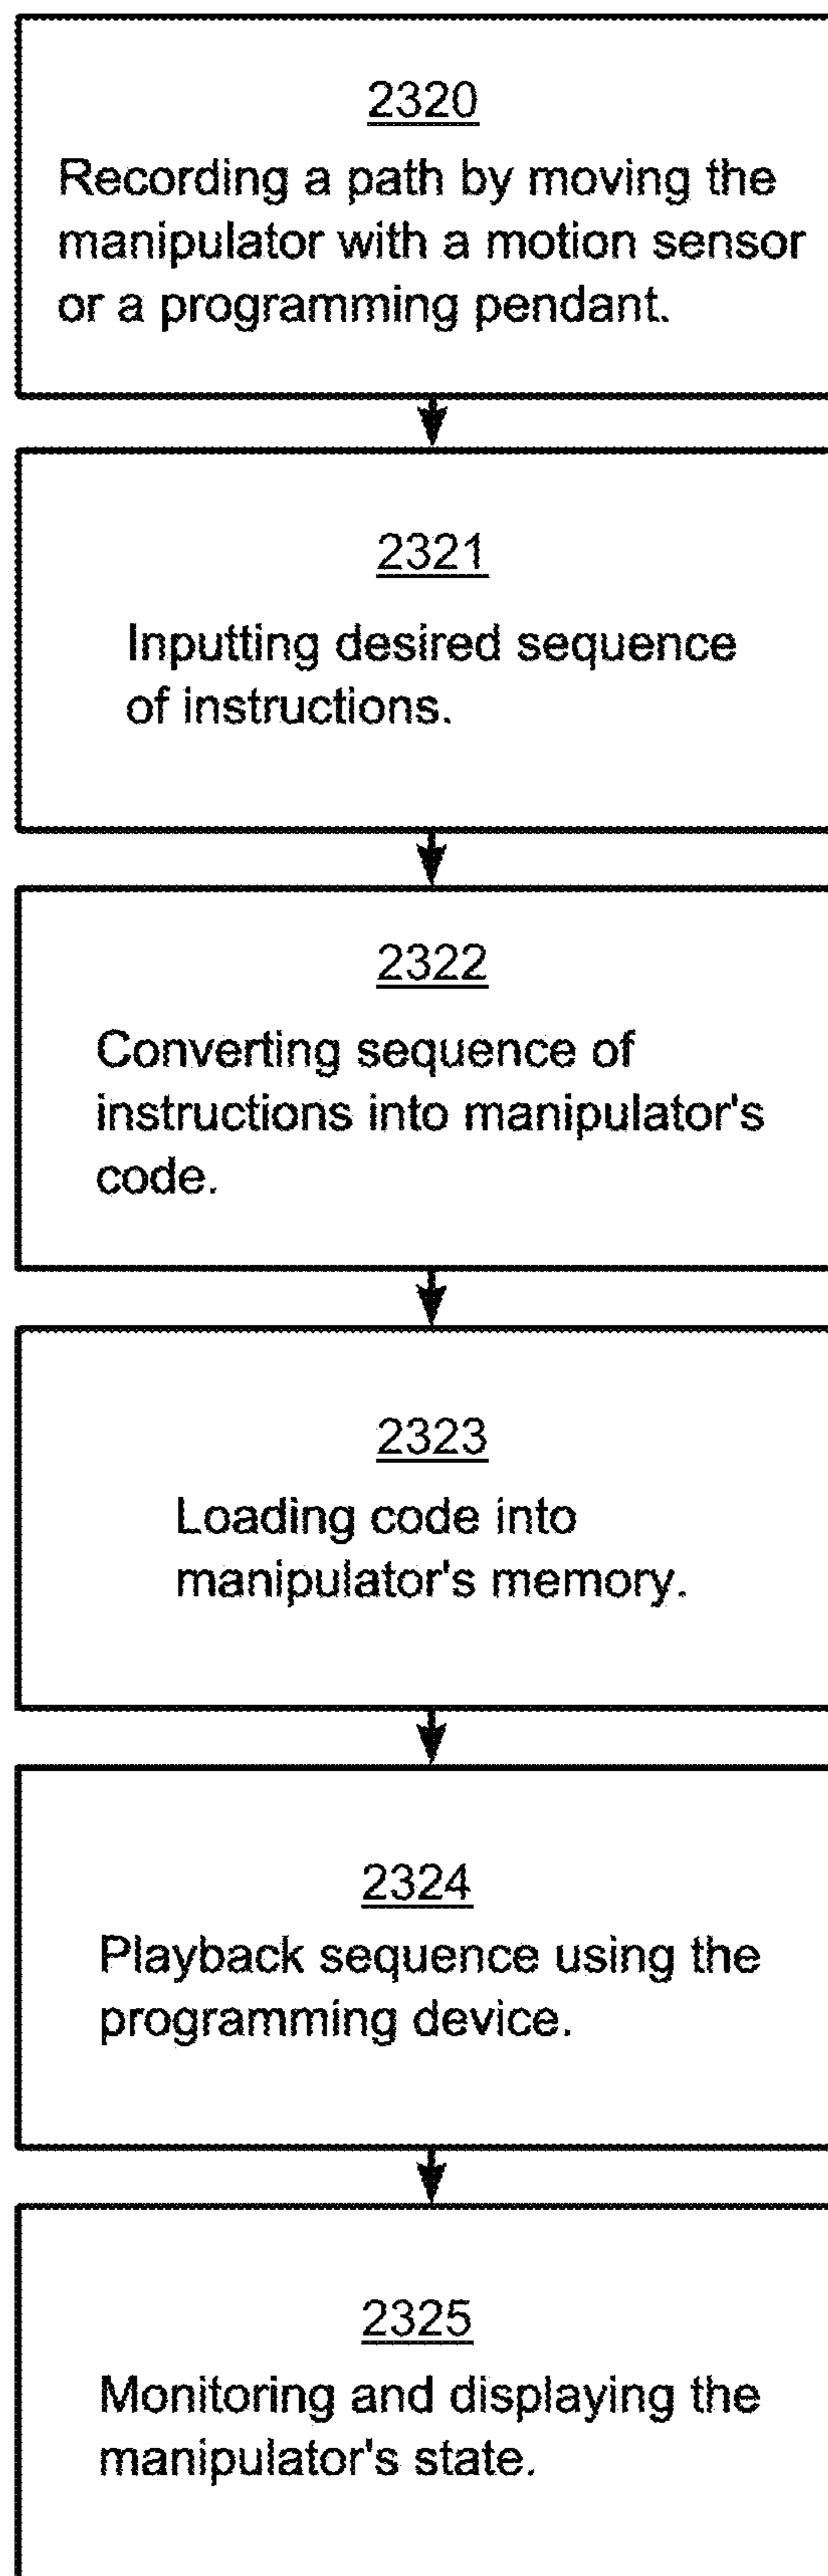 2320
Recording a path by moving the
manipulator with a motion sensor
or a programming pendant.
2321
Inputting desired sequence
of instructions.
2322
Converting sequence of
instructions into manipulator's
code.
2323
Loading code into
manipulator's memory.
2324
Playback sequence using the
programming device.
2325
Monitoring and displaying the
manipulator's state.